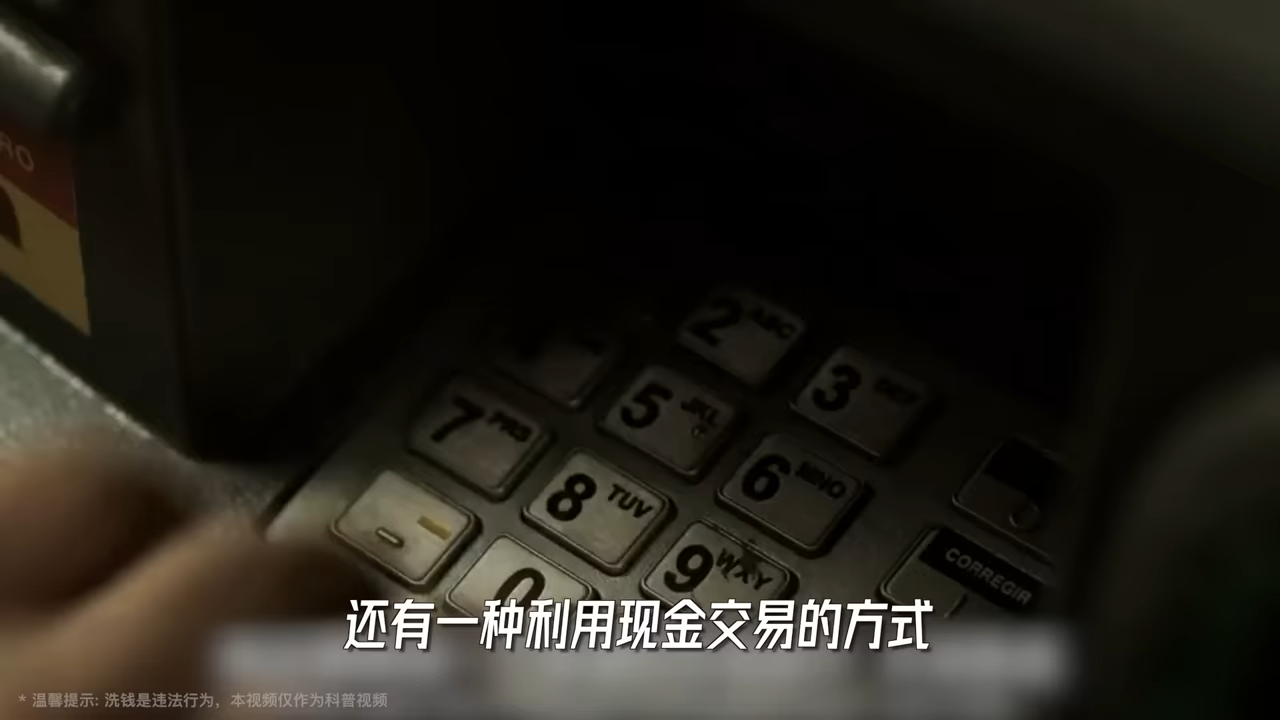 RO
2 ABC
3 DEF
5 JKL
7 PRS
6 MNO
8 TUV
9 WXY
0
CORREGIR
还有一种利用现金交易的方式
* 温馨提示: 洗钱是违法行为，本视频仅作为科普视频